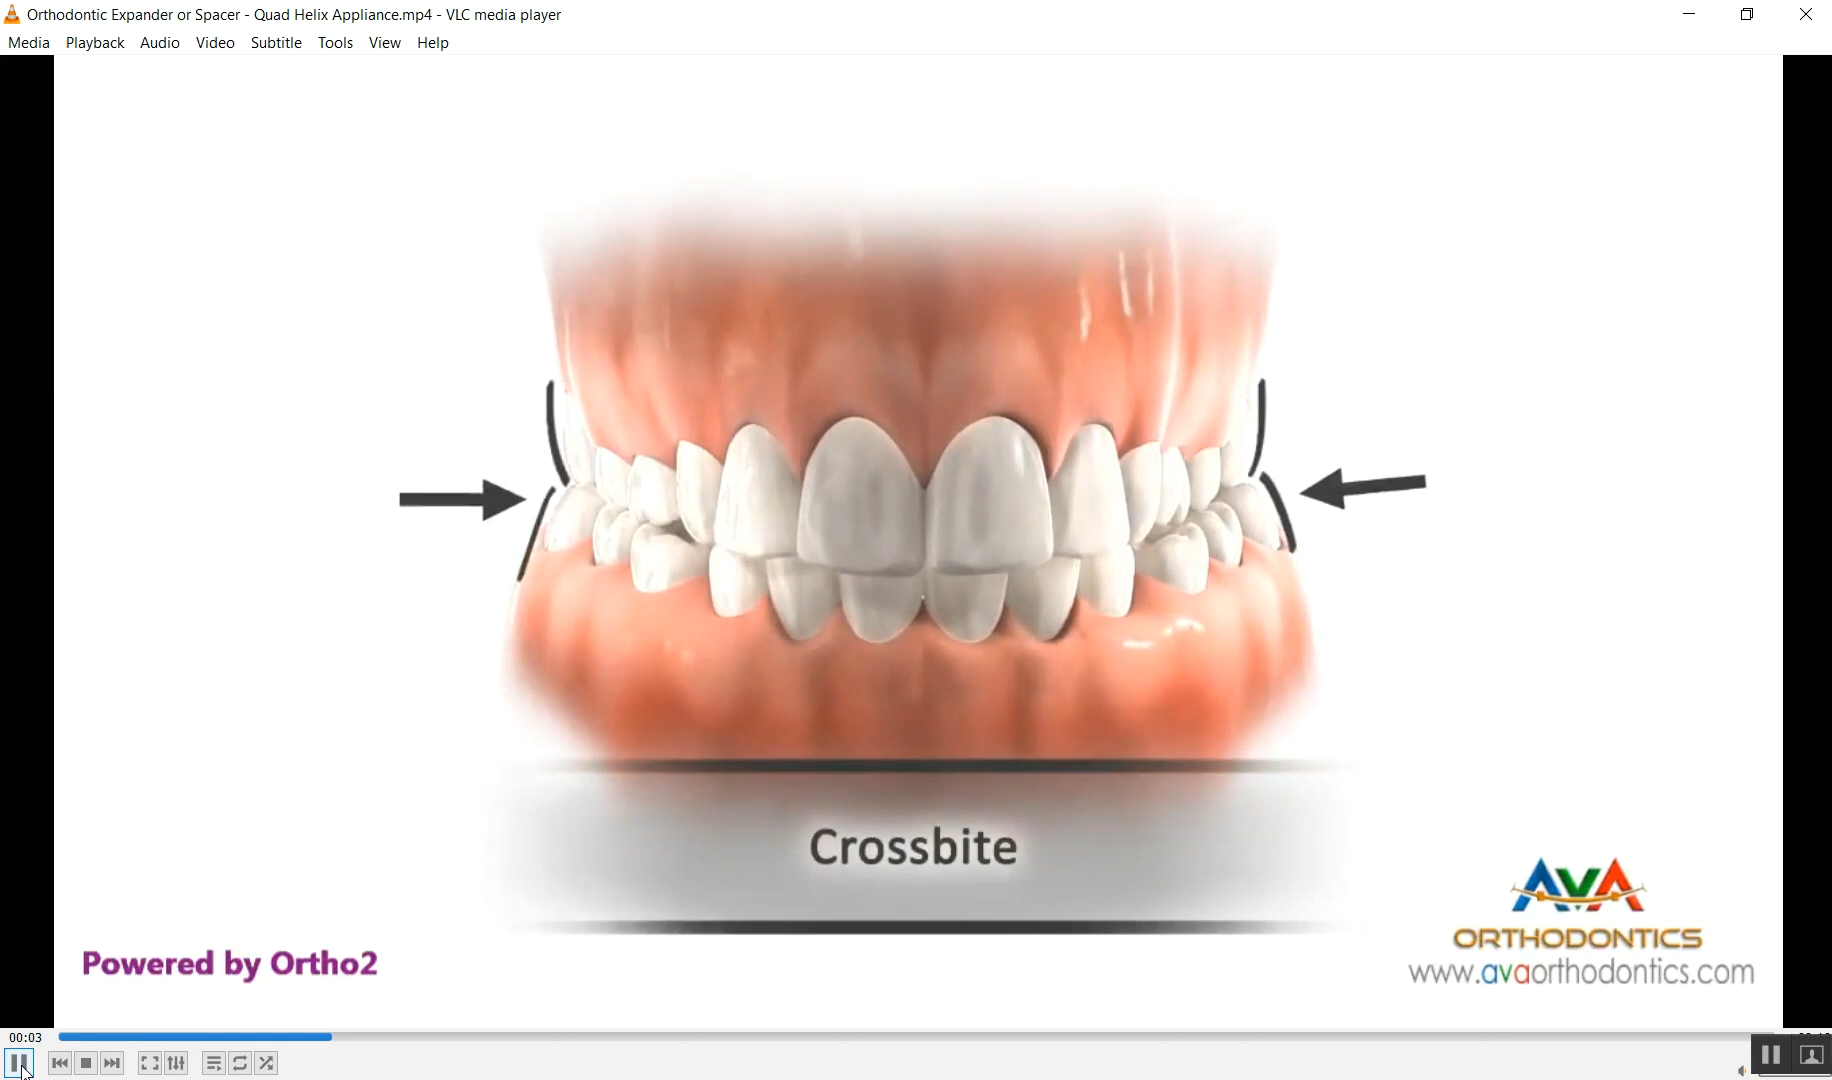 Orthodontic Expander or Spacer - Quad Helix Appliance.mp4 - VLC media player
Media Playback Audio Video Subtitle Tools View Help
Crossbite
AVA
ORTHODONTICS
Powered by Ortho2
www.avaorthodontics.com
00:03